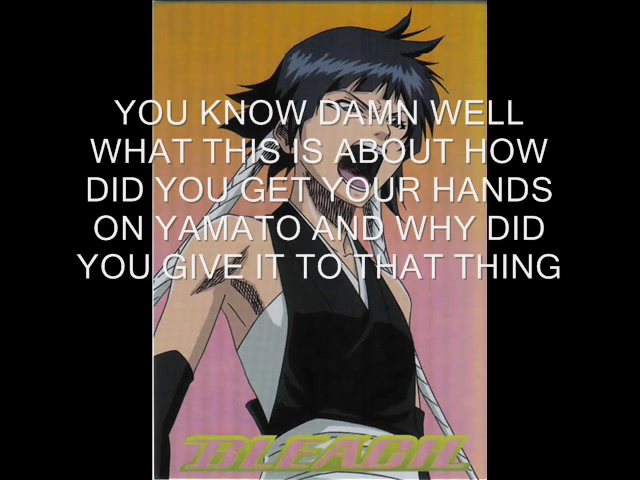 YOU KNOW DAMN WELL
WHAT THIS IS ABOUT HOW
DID YOU GET YOUR HANDS
ON YAMATO AND WHY DID
YOU GIVE IT TO THAT THING
BLEACH